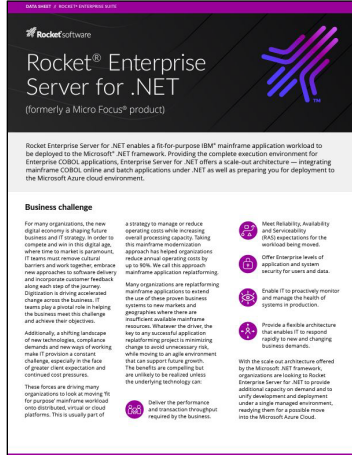 DATA SHEET // ROCKET® ENTERPRISE SUITE
Rocket software
Rocket® Enterprise
Server for .NET
(formerly a Micro Focus® product)
TM
Rocket Enterprise Server for .NET enables a fit-for-purpose IBM® mainframe application workload to
be deployed to the Microsoft® .NET framework. Providing the complete execution environment for
Enterprise COBOL applications, Enterprise Server for .NET offers a scale-out architecture — integrating
mainframe COBOL online and batch applications under .NET as well as preparing you for deployment to
the Microsoft Azure cloud environment.
Business challenge
For many organizations, the new
digital economy is shaping future
business and IT strategy. In order to
compete and win in this digital age,
where time to market is paramount,
IT teams must remove cultural
barriers and work together, embrace
new approaches to software delivery
and incorporate customer feedback
along each step of the journey.
Digitization is driving accelerated
change across the business. IT
teams play a pivotal role in helping
the business meet this challenge
and achieve their objectives.
Additionally, a shifting landscape
of new technologies, compliance
demands and new ways of working,
make IT provision a constant
challenge, especially in the face
of greater client expectation and
continued cost pressures.
These forces are driving many
organizations to look at moving 'fit
for purpose' mainframe workload
onto distributed, virtual or cloud
platforms. This is usually part of
a strategy to manage or reduce
operating costs while increasing
overall processing capacity. Taking
this mainframe modernization
approach has helped organizations
reduce annual operating costs by
up to 90%. We call this approach
mainframe application replatforming.
Many organizations are replatforming
mainframe applications to extend
the use of these proven business
systems to new markets and
geographies where there are
insufficient available mainframe
resources. Whatever the driver, the
key to any successful application
replatforming project is minimizing
change to avoid unnecessary risk,
while moving to an agile environment
that can support future growth.
The benefits are compelling but
are unlikely to be realized unless
the underlying technology can:
Deliver the performance
and transaction throughput
required by the business.
Meet Reliability, Availability
and Serviceability
(RAS) expectations for the
workload being moved.
Offer Enterprise levels of
application and system
security for users and data.
Enable IT to proactively monitor
and manage the health of
systems in production.
Provide a flexible architecture
that enables IT to respond
rapidly to new and changing
business demands.
With the scale out architecture offered
by the Microsoft .NET framework,
organizations are looking to Rocket
Enterprise Server for .NET to provide
additional capacity on demand and to
unify development and deployment
under a single managed environment,
readying them for a possible move
into the Microsoft Azure Cloud.